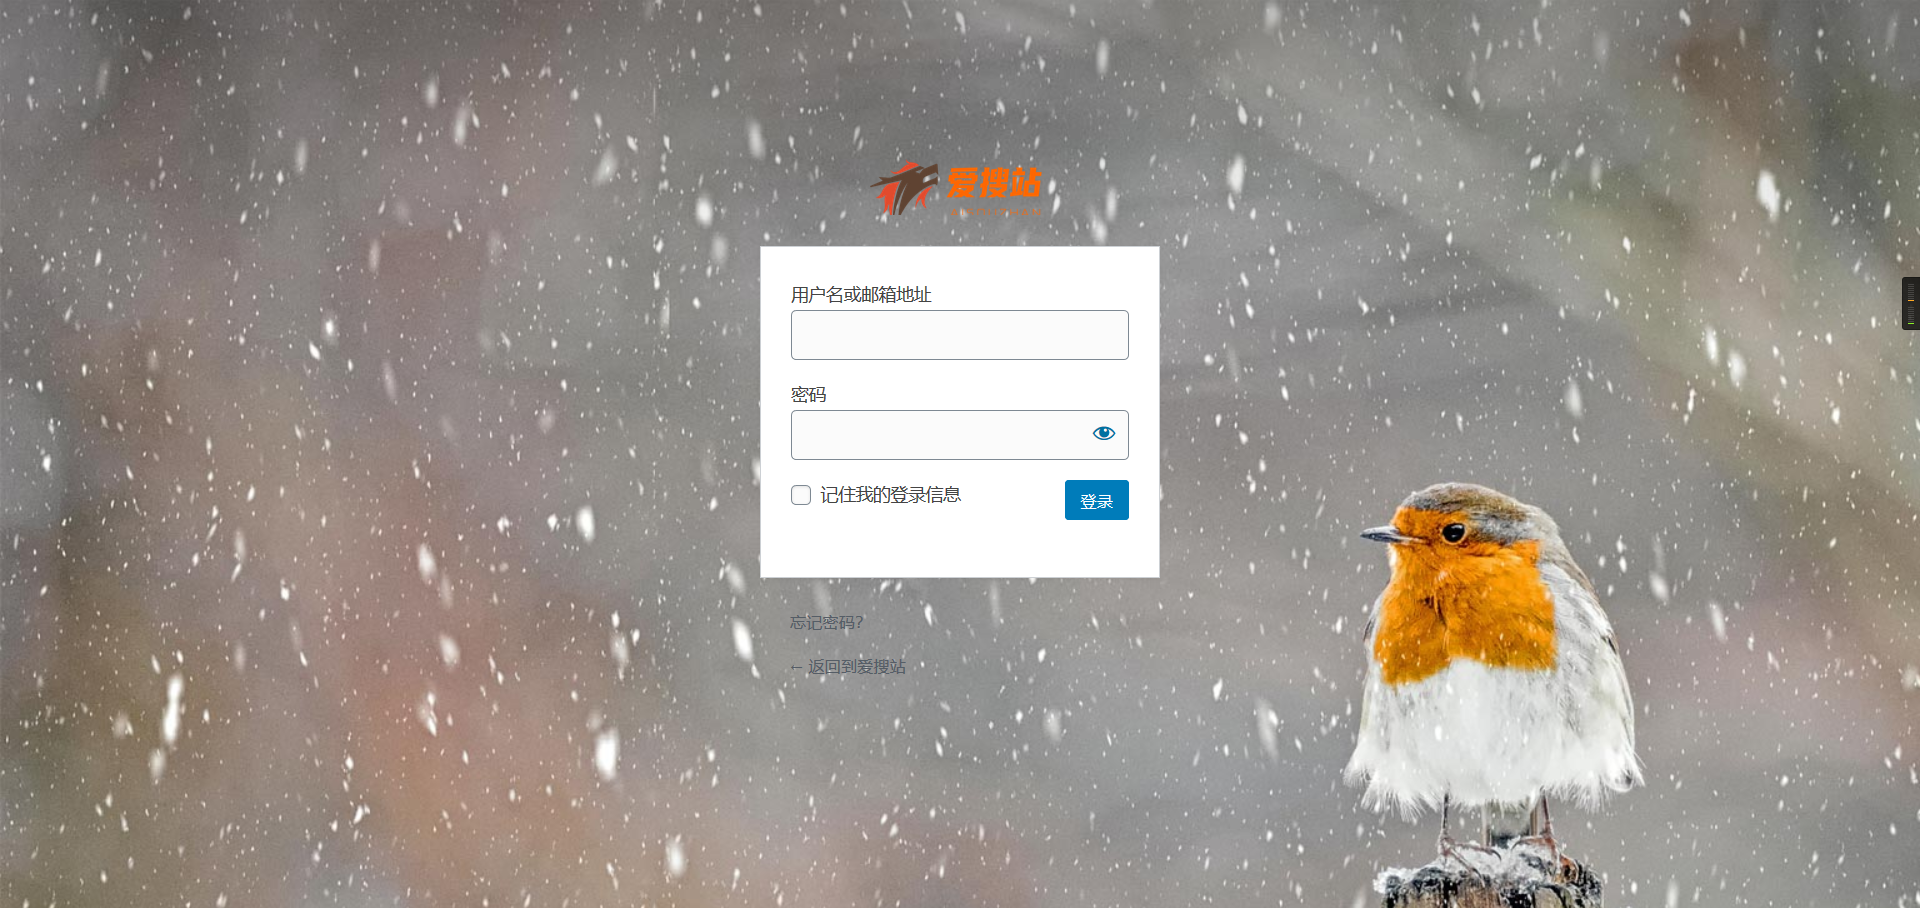 爱搜站
用户名或邮箱地址
密码
记住我的登录信息
登录
忘记密码?
← 返回到爱搜站